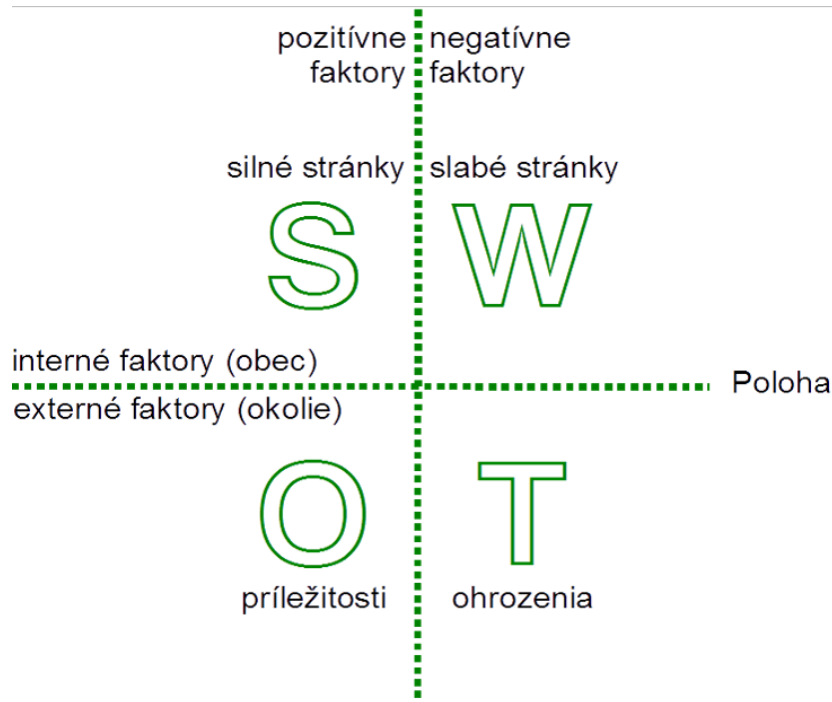 pozitívne negatívne
faktory faktory
silné stránky slabé stránky
S W
interné faktory (obec)
Poloha
externé faktory (okolie)
O T
príležitosti ohrozenia